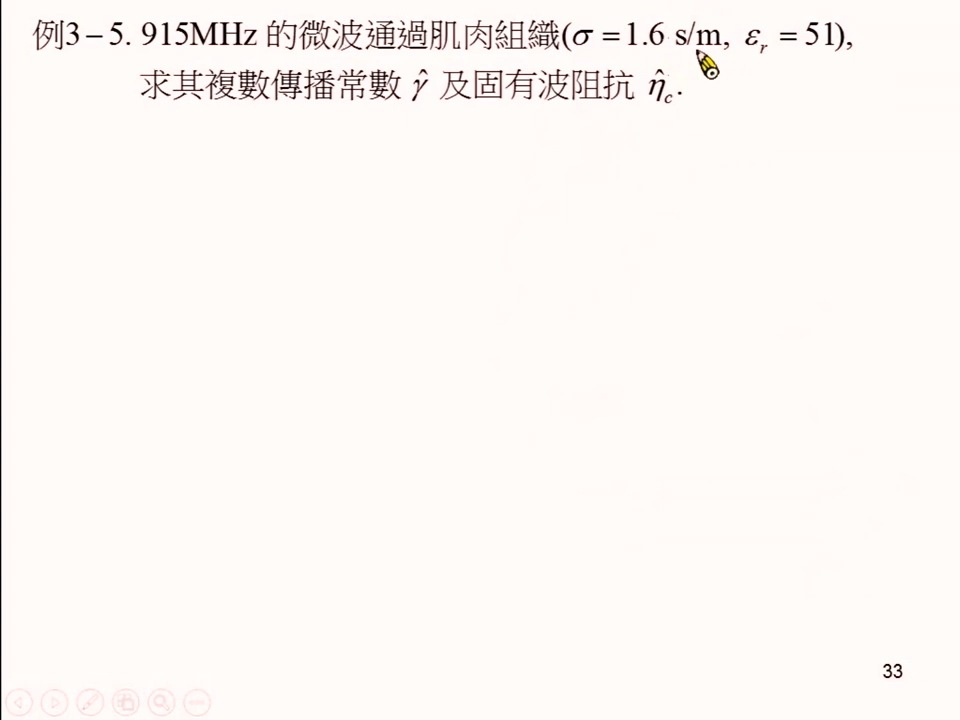 例3－5. 915MHz 的微波通過肌肉組織(σ = 1.6 s/m, εᵣ = 51),
求其複數傳播常數 γ̂ 及固有波阻抗 η̂c.
33